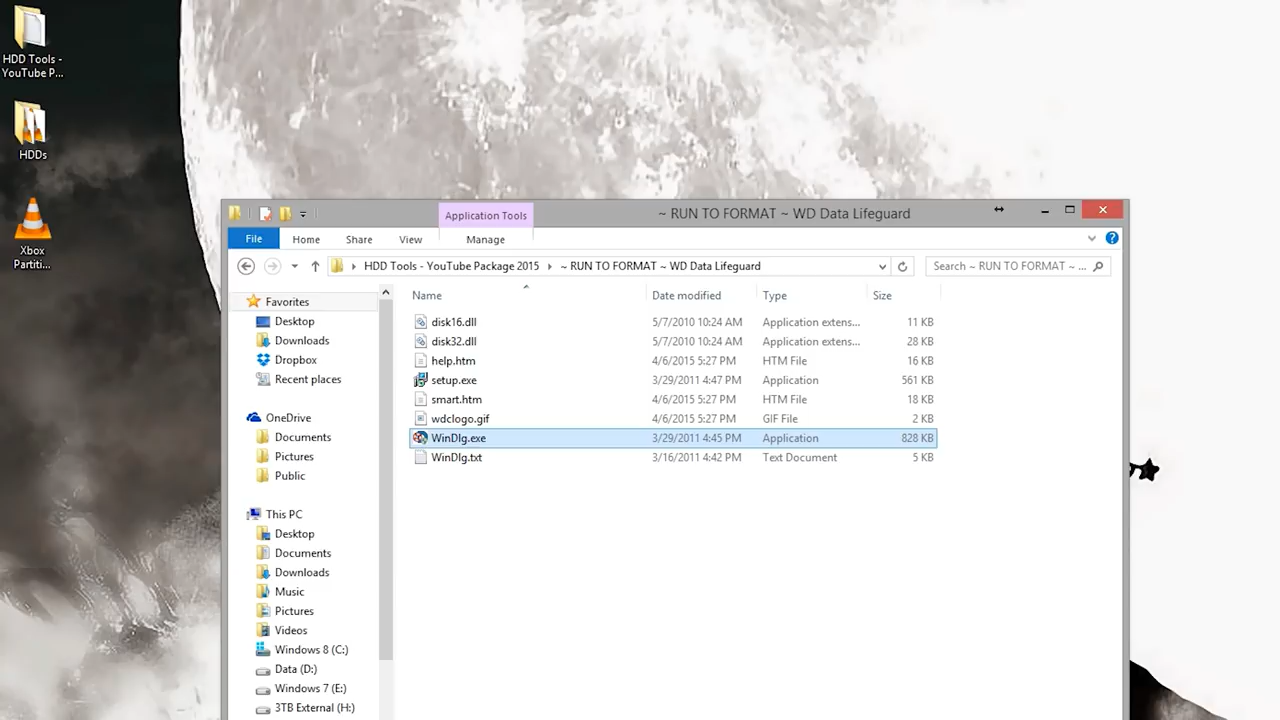 HDD Tools -
YouTube P...
HDDs
Xbox
Partiti...
Application Tools
~ RUN TO FORMAT ~ WD Data Lifeguard
File
Home
Share
View
Manage
HDD Tools - YouTube Package 2015
~ RUN TO FORMAT ~ WD Data Lifeguard
Search ~ RUN TO FORMAT ~ ...
Name
Date modified
Type
Size
disk16.dll 5/7/2010 10:24 AM Application extens... 11 KB
disk32.dll 5/7/2010 10:24 AM Application extens... 28 KB
help.htm 4/6/2015 5:27 PM HTM File 16 KB
setup.exe 3/29/2011 4:47 PM Application 561 KB
smart.htm 4/6/2015 5:27 PM HTM File 18 KB
wdclogo.gif 4/6/2015 5:27 PM GIF File 2 KB
WinDlg.exe 3/29/2011 4:45 PM Application 828 KB
WinDlg.txt 3/16/2011 4:42 PM Text Document 5 KB
Favorites
Desktop
Downloads
Dropbox
Recent places
OneDrive
Documents
Pictures
Public
This PC
Desktop
Documents
Downloads
Music
Pictures
Videos
Windows 8 (C:)
Data (D:)
Windows 7 (E:)
3TB External (H:)